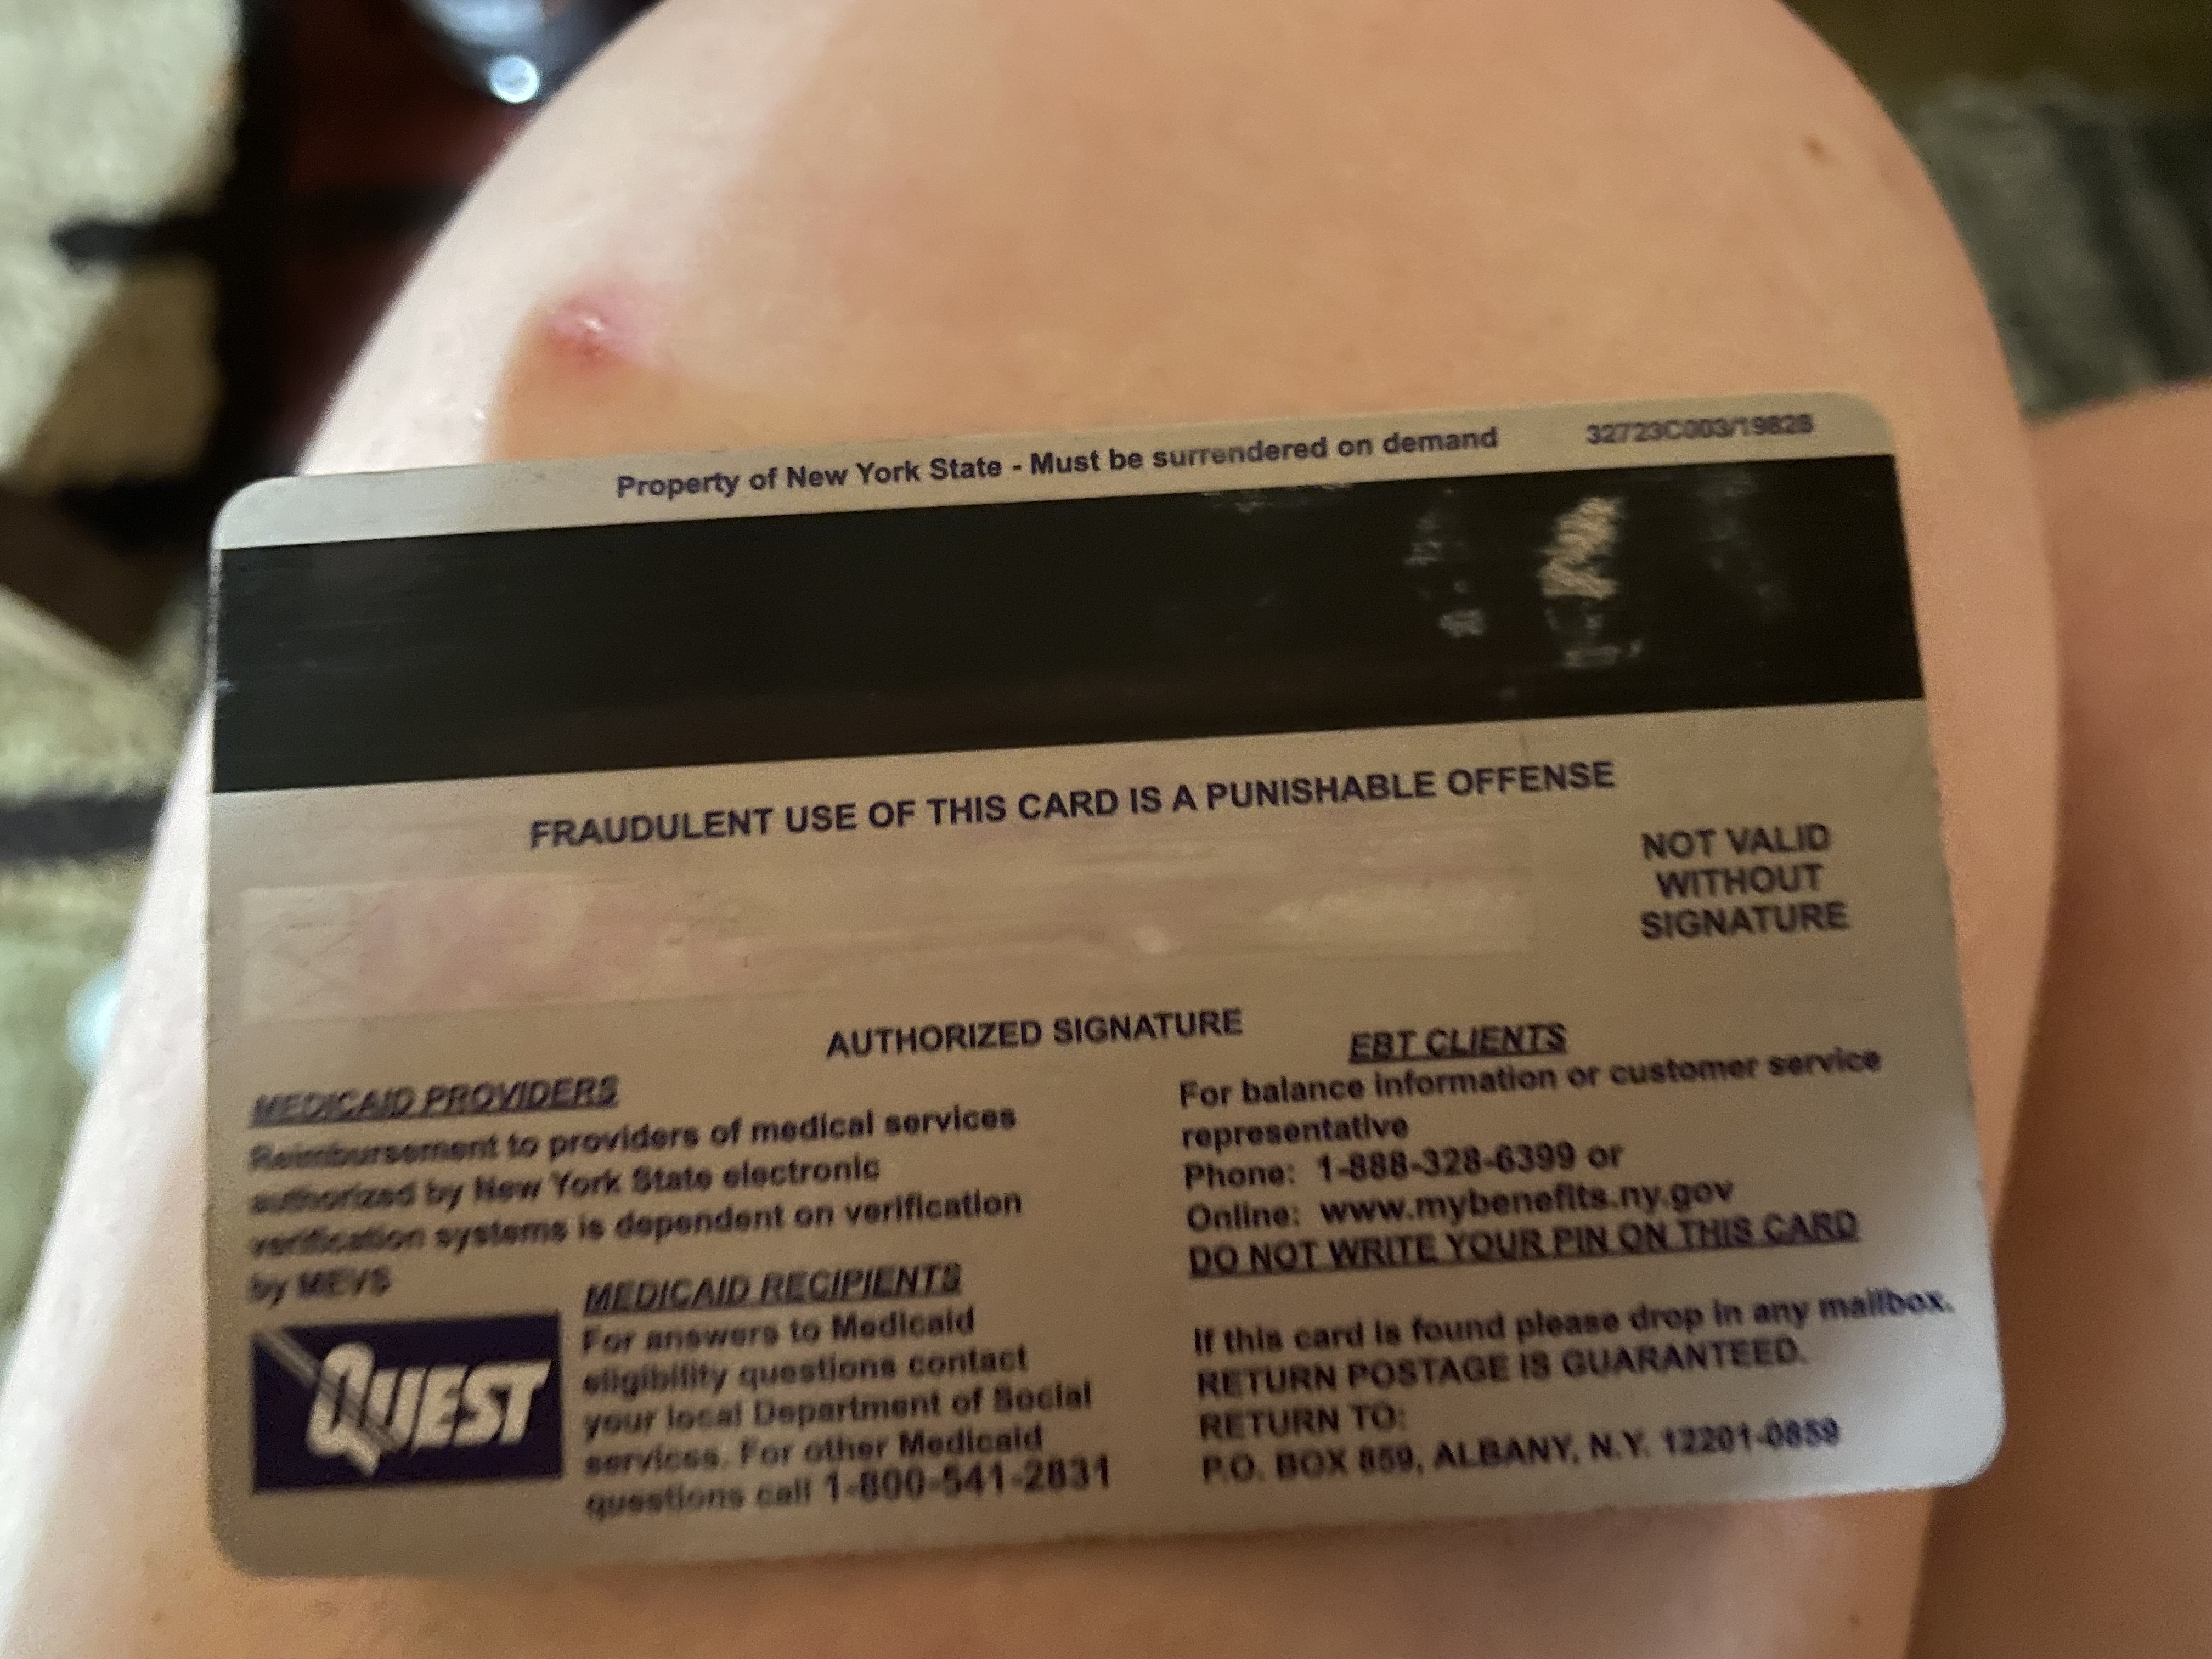 Property of New York State - Must be surrendered on demand 32723C003/19828
FRAUDULENT USE OF THIS CARD IS A PUNISHABLE OFFENSE
NOT VALID
WITHOUT
SIGNATURE
AUTHORIZED SIGNATURE
MEDICAID PROVIDERS
Reimbursement to providers of medical services
authorized by New York State electronic
verification systems is dependent on verification
by MEVS
QUEST
MEDICAID RECIPIENTS
For answers to Medicaid
eligibility questions contact
your local Department of Social
services. For other Medicaid
questions call 1-800-541-2831
EBT CLIENTS
For balance information or customer service
representative
Phone: 1-888-328-6399 or
Online: www.mybenefits.ny.gov
DO NOT WRITE YOUR PIN ON THIS CARD
If this card is found please drop in any mailbox.
RETURN POSTAGE IS GUARANTEED.
RETURN TO:
P.O. BOX 859, ALBANY, N.Y. 12201-0859